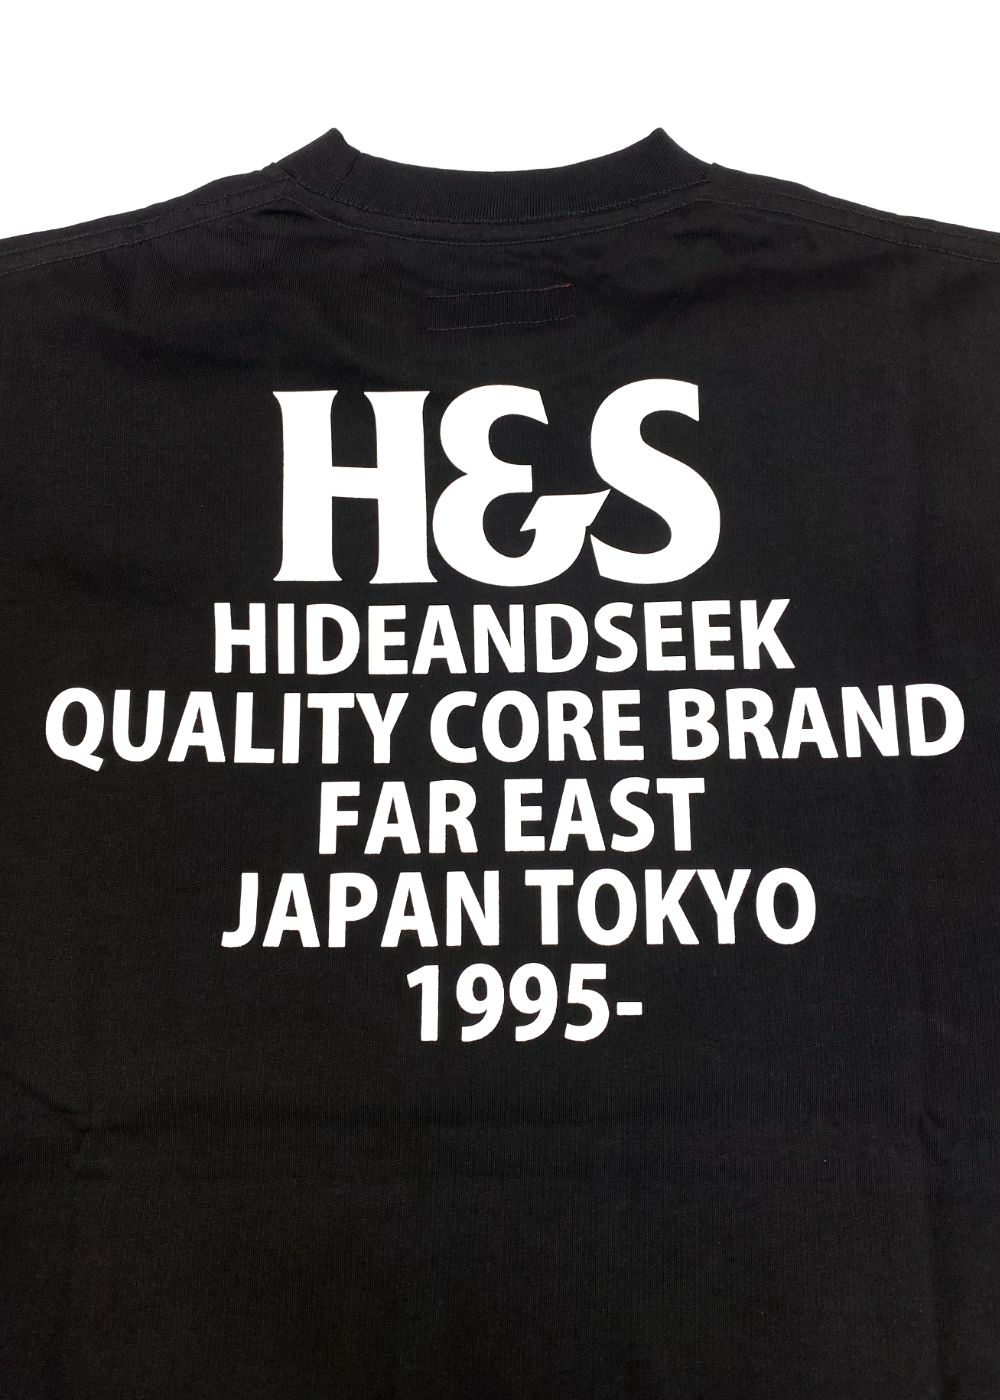 H&S
HIDEANDSEEK
QUALITY CORE BRAND
FAR EAST
JAPAN TOKYO
1995-